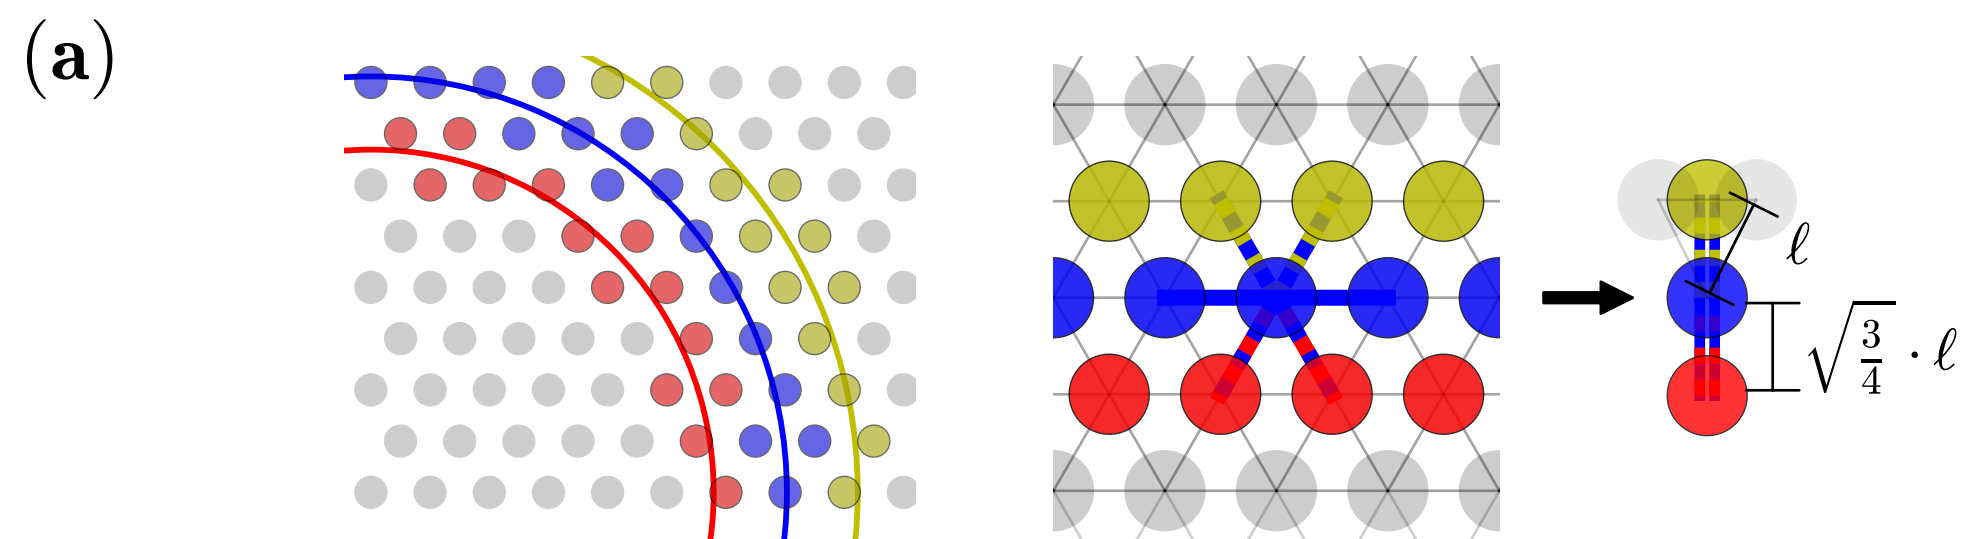 (a)
ℓ
√(3/4) · ℓ